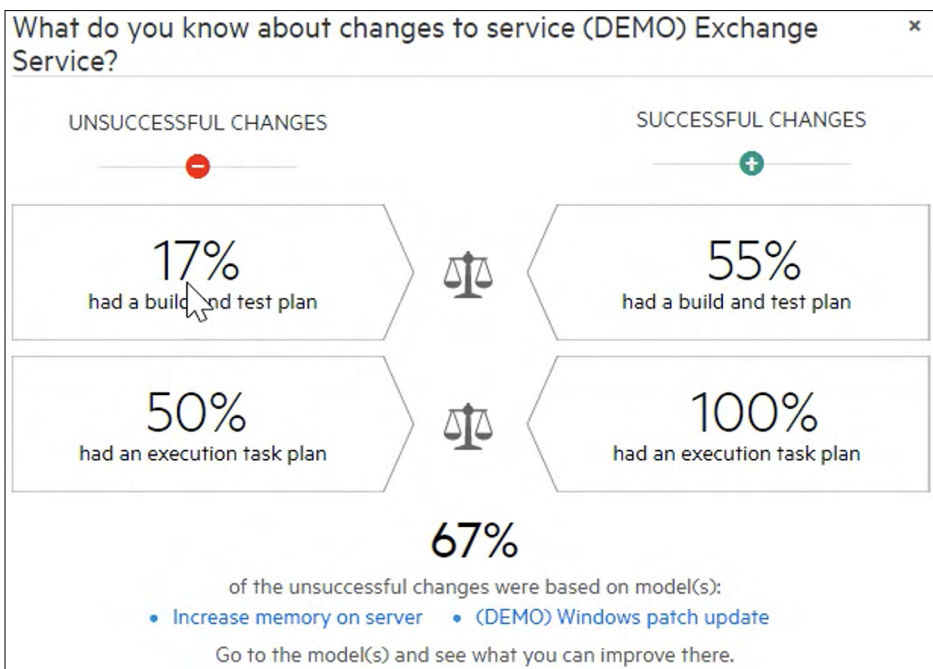 What do you know about changes to service (DEMO) Exchange
Service?
UNSUCCESSFUL CHANGES
SUCCESSFUL CHANGES
17%
had a build and test plan
55%
had a build and test plan
50%
had an execution task plan
100%
had an execution task plan
67%
of the unsuccessful changes were based on model(s):
• Increase memory on server • (DEMO) Windows patch update
Go to the model(s) and see what you can improve there.